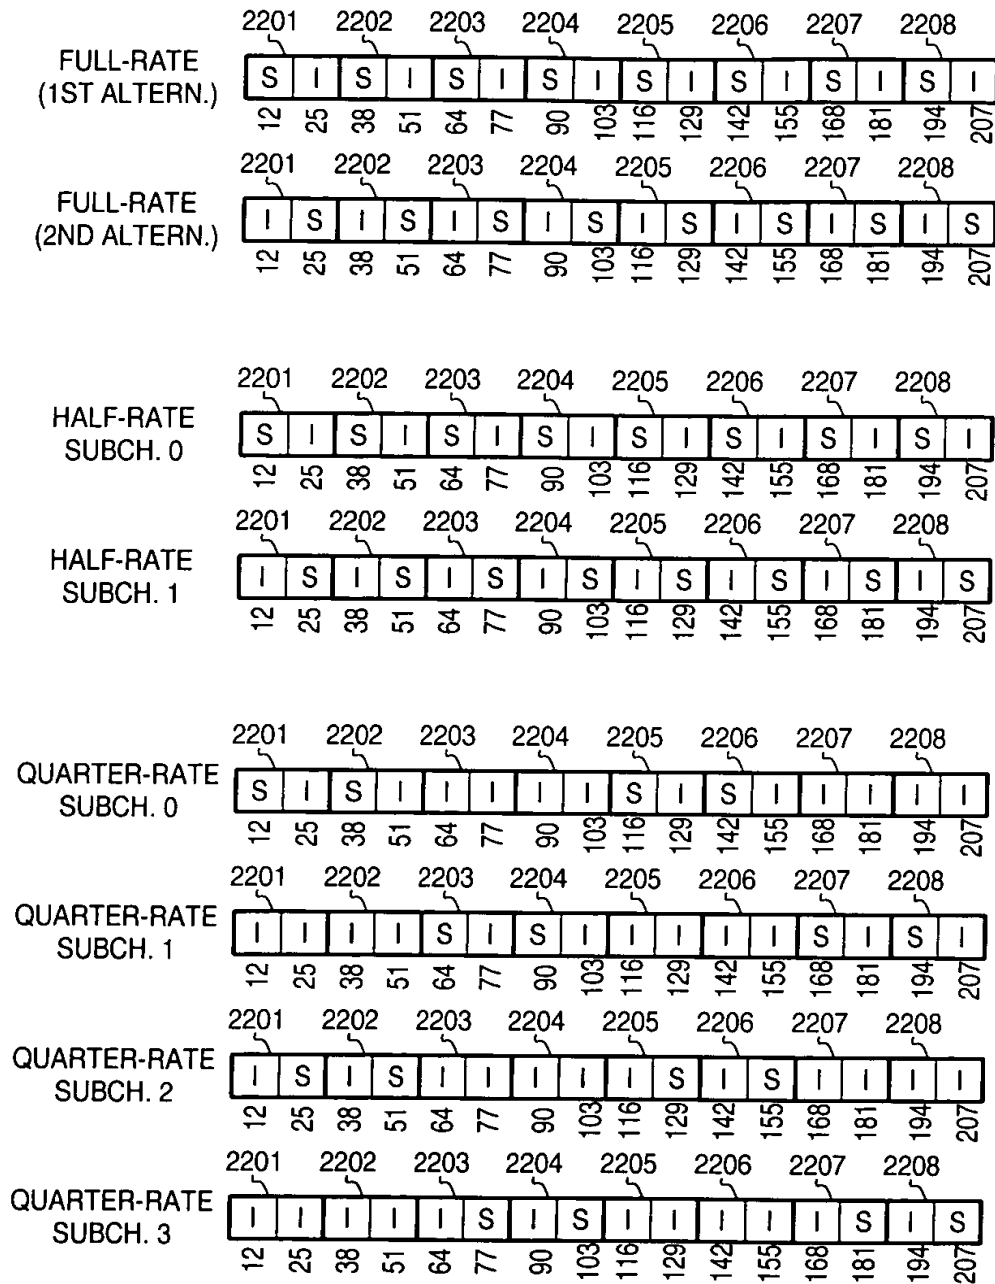 2201 2202 2203 2204 2205 2206 2207 2208
FULL-RATE
(1ST ALTERN.)
S I S I S I S I S I S I S I S I
12 25 38 51 64 77 90 103 116 129 142 155 168 181 194 207
2201 2202 2203 2204 2205 2206 2207 2208
FULL-RATE
(2ND ALTERN.)
I S I S I S I S I S I S I S I S
12 25 38 51 64 77 90 103 116 129 142 155 168 181 194 207
2201 2202 2203 2204 2205 2206 2207 2208
HALF-RATE
SUBCH. 0
S I S I S I S I S I S I S I S I
12 25 38 51 64 77 90 103 116 129 142 155 168 181 194 207
2201 2202 2203 2204 2205 2206 2207 2208
HALF-RATE
SUBCH. 1
I S I S I S I S I S I S I S I S
12 25 38 51 64 77 90 103 116 129 142 155 168 181 194 207
2201 2202 2203 2204 2205 2206 2207 2208
QUARTER-RATE
SUBCH. 0
S I S I I I I I S I S I I I I I
12 25 38 51 64 77 90 103 116 129 142 155 168 181 194 207
2201 2202 2203 2204 2205 2206 2207 2208
QUARTER-RATE
SUBCH. 1
I I I I S I S I I I I I S I S I
12 25 38 51 64 77 90 103 116 129 142 155 168 181 194 207
2201 2202 2203 2204 2205 2206 2207 2208
QUARTER-RATE
SUBCH. 2
I S I S I I I I I S I S I I I I
12 25 38 51 64 77 90 103 116 129 142 155 168 181 194 207
2201 2202 2203 2204 2205 2206 2207 2208
QUARTER-RATE
SUBCH. 3
I I I I I S I S I I I I I S I S
12 25 38 51 64 77 90 103 116 129 142 155 168 181 194 207